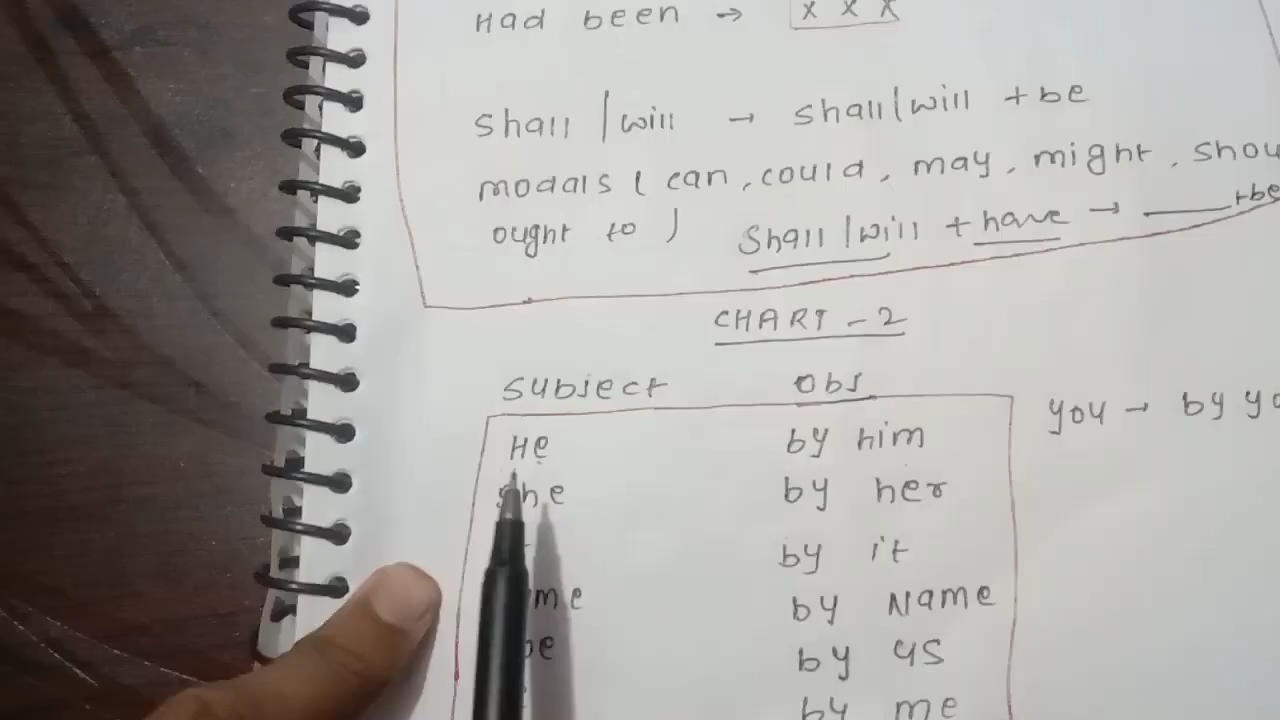 Had been → x x x
shall / will → shall / will + be
modals ( can, could, may, might, shou
ought to ) Shall / will + have → ____ +be
CHART - 2
Subject Obj
He by him
she by her
by it
me by Name
by us
by me
you → by yo